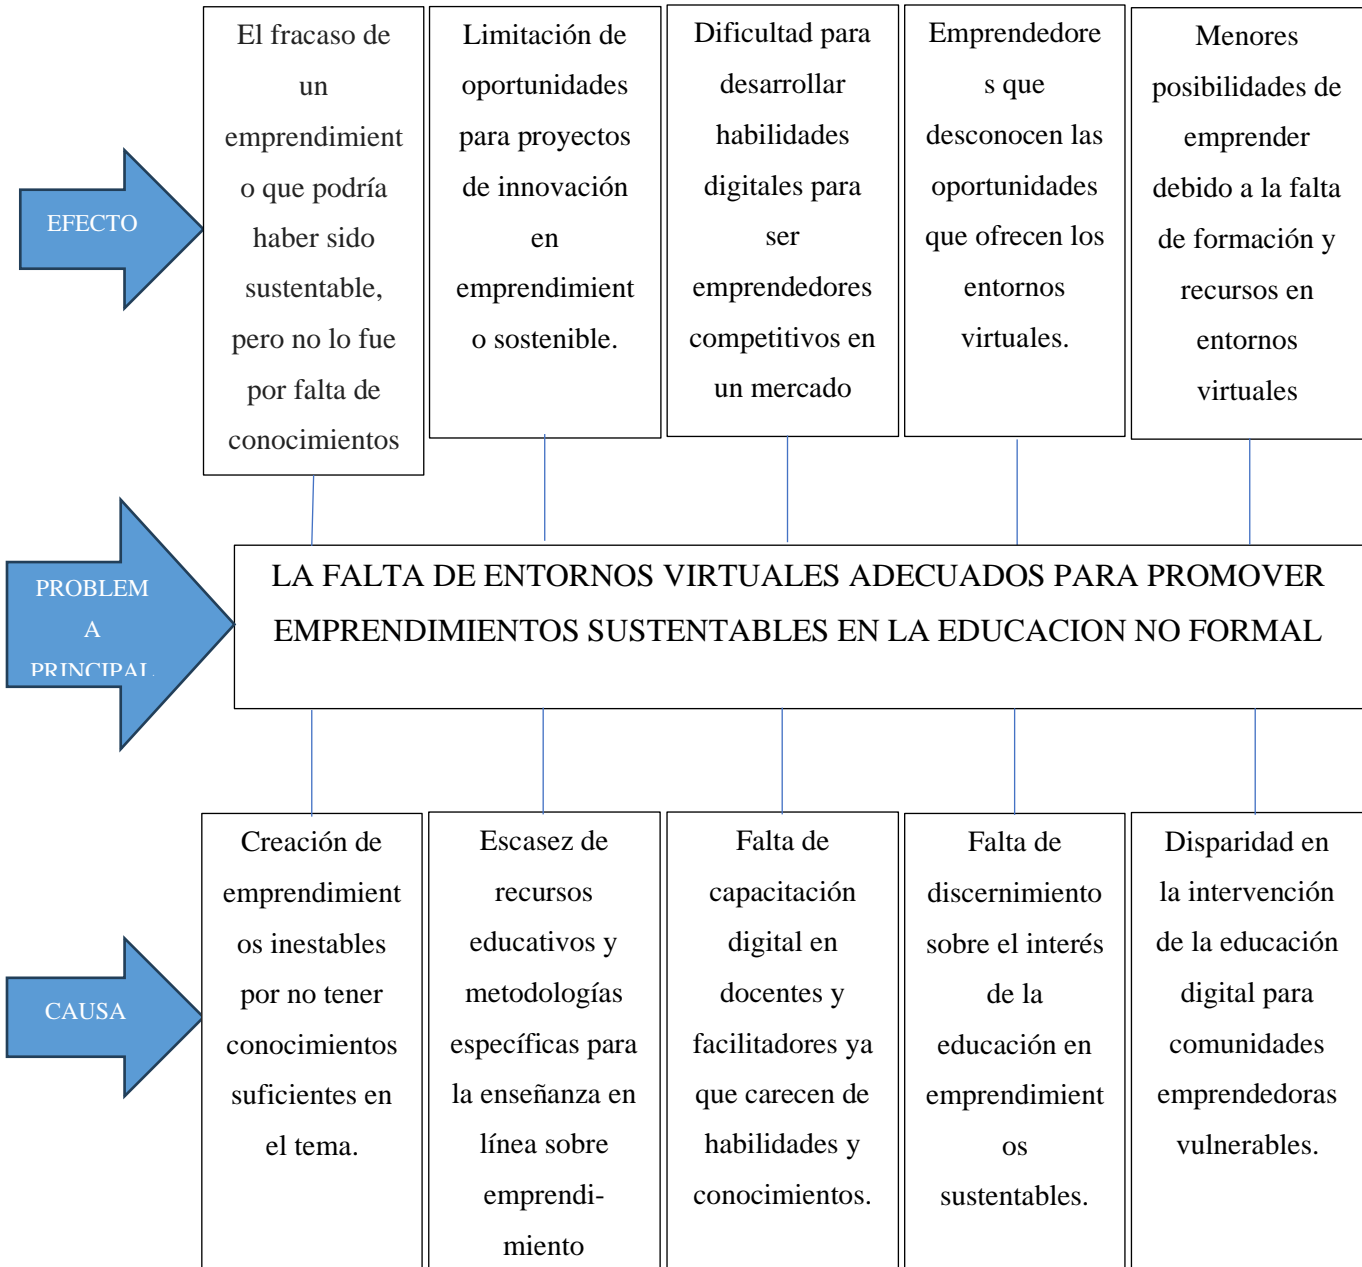 El fracaso de
un
emprendimient
o que podría
haber sido
sustentable,
pero no lo fue
por falta de
conocimientos
Limitación de
oportunidades
para proyectos
de innovación
en
emprendimient
o sostenible.
Dificultad para
desarrollar
habilidades
digitales para
ser
emprendedores
competitivos en
un mercado
Emprendedore
s que
desconocen las
oportunidades
que ofrecen los
entornos
virtuales.
Menores
posibilidades de
emprender
debido a la falta
de formación y
recursos en
entornos
virtuales
EFECTO
PROBLEM
A
PRINCIPAL
LA FALTA DE ENTORNOS VIRTUALES ADECUADOS PARA PROMOVER
EMPRENDIMIENTOS SUSTENTABLES EN LA EDUCACION NO FORMAL
CAUSA
Creación de
emprendimient
os inestables
por no tener
conocimientos
suficientes en
el tema.
Escasez de
recursos
educativos y
metodologías
específicas para
la enseñanza en
línea sobre
emprendi-
miento
Falta de
capacitación
digital en
docentes y
facilitadores ya
que carecen de
habilidades y
conocimientos.
Falta de
discernimiento
sobre el interés
de la
educación en
emprendimient
os
sustentables.
Disparidad en
la intervención
de la educación
digital para
comunidades
emprendedoras
vulnerables.